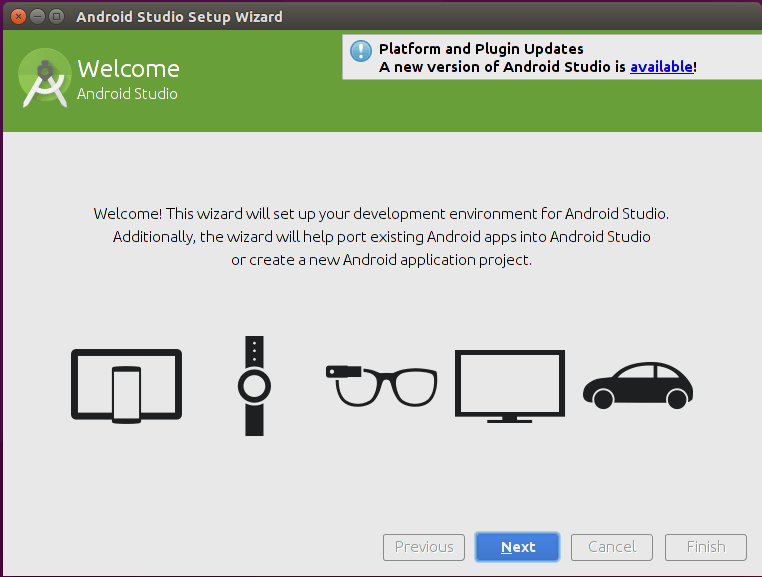 Android Studio Setup Wizard
Welcome
Android Studio
Platform and Plugin Updates
A new version of Android Studio is available!
Welcome! This wizard will set up your development environment for Android Studio.
Additionally, the wizard will help port existing Android apps into Android Studio
or create a new Android application project.
Previous
Next
Cancel
Finish